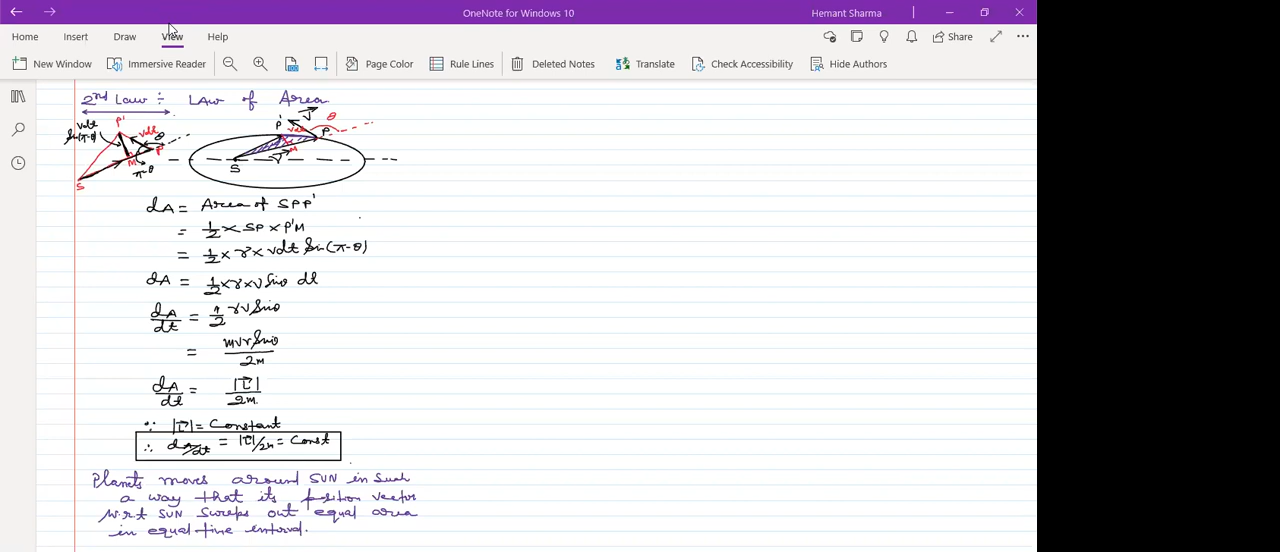 OneNote for Windows 10
Hemant Sharma
Home Insert Draw View Help
Share
New Window Immersive Reader Page Color Rule Lines Deleted Notes Translate Check Accessibility Hide Authors
2nd Law ÷ LAw of Area
P' vdt θ
vdt Sin(π-θ) M P
π-θ
S
P' V θ
vdt P
M
S r
dA = Area of SPP'
= 1/2 × SP × P'M
= 1/2 × r × vdt Sin(π-θ)
dA = 1/2 × r × v Sinθ dt
dA/dt = 1/2 r v Sinθ
= mvr Sinθ / 2m
dA/dt = |L| / 2m
∵ |L| = Constant
∴ dA/dt = |L|/2m = Const
Planets moves around SUN in Such
a way that its position vector
w.r.t SUN Sweeps out equal area
in equal time interval.